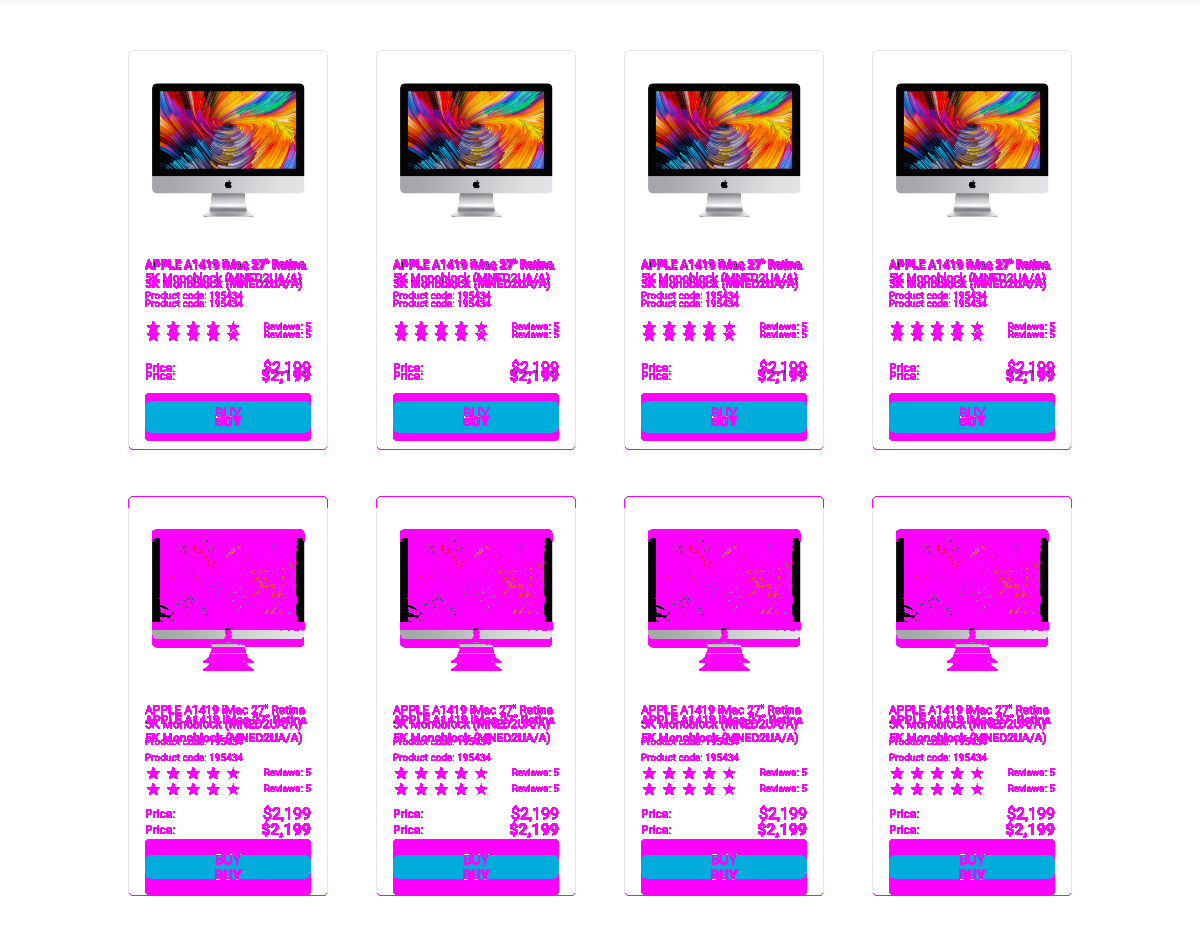 APPLE A1419 iMac 27" Retina
5K Monoblock (MNED2UA/A)
5K Monoblock (MNED2UA/A)
Product code: 195434
Product code: 195434
Reviews: 5
Reviews: 5
Price: $2,199
Price: $2,199
BUY
BUY
APPLE A1419 iMac 27" Retina
5K Monoblock (MNED2UA/A)
5K Monoblock (MNED2UA/A)
Product code: 195434
Product code: 195434
Reviews: 5
Reviews: 5
Price: $2,199
Price: $2,199
BUY
BUY
APPLE A1419 iMac 27" Retina
5K Monoblock (MNED2UA/A)
5K Monoblock (MNED2UA/A)
Product code: 195434
Product code: 195434
Reviews: 5
Reviews: 5
Price: $2,199
Price: $2,199
BUY
BUY
APPLE A1419 iMac 27" Retina
5K Monoblock (MNED2UA/A)
5K Monoblock (MNED2UA/A)
Product code: 195434
Product code: 195434
Reviews: 5
Reviews: 5
Price: $2,199
Price: $2,199
BUY
BUY
APPLE A1419 iMac 27" Retina
APPLE A1419 iMac 27" Retina
5K Monoblock (MNED2UA/A)
5K Monoblock (MNED2UA/A)
Product code: 195434
Product code: 195434
Reviews: 5
Reviews: 5
Price: $2,199
Price: $2,199
BUY
BUY
APPLE A1419 iMac 27" Retina
APPLE A1419 iMac 27" Retina
5K Monoblock (MNED2UA/A)
5K Monoblock (MNED2UA/A)
Product code: 195434
Product code: 195434
Reviews: 5
Reviews: 5
Price: $2,199
Price: $2,199
BUY
BUY
APPLE A1419 iMac 27" Retina
APPLE A1419 iMac 27" Retina
5K Monoblock (MNED2UA/A)
5K Monoblock (MNED2UA/A)
Product code: 195434
Product code: 195434
Reviews: 5
Reviews: 5
Price: $2,199
Price: $2,199
BUY
BUY
APPLE A1419 iMac 27" Retina
APPLE A1419 iMac 27" Retina
5K Monoblock (MNED2UA/A)
5K Monoblock (MNED2UA/A)
Product code: 195434
Product code: 195434
Reviews: 5
Reviews: 5
Price: $2,199
Price: $2,199
BUY
BUY